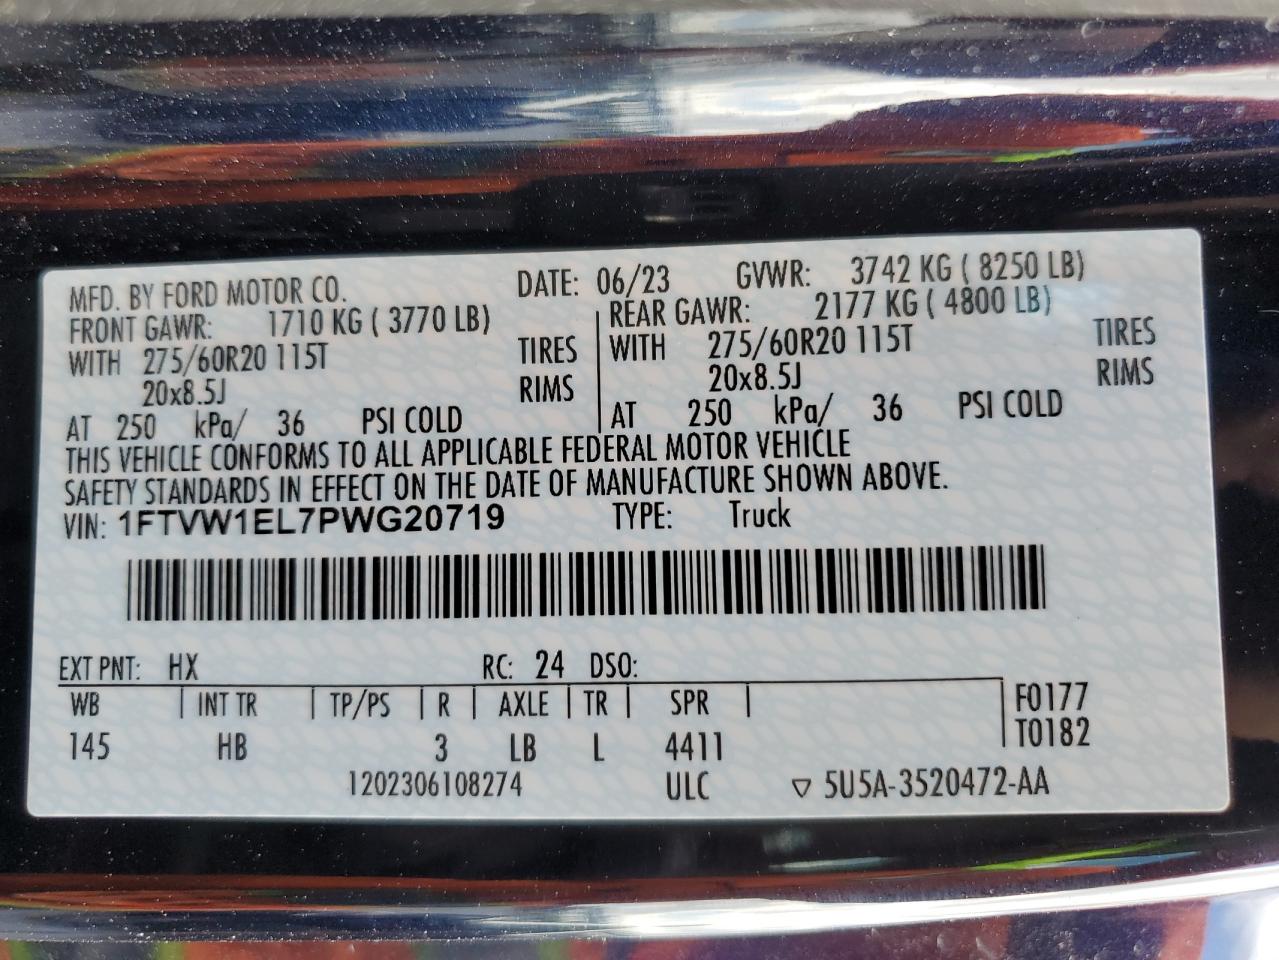 MFD. BY FORD MOTOR CO. DATE: 06/23 GVWR: 3742 KG ( 8250 LB)
FRONT GAWR: 1710 KG ( 3770 LB) REAR GAWR: 2177 KG ( 4800 LB)
WITH 275/60R20 115T TIRES WITH 275/60R20 115T TIRES
20x8.5J RIMS 20x8.5J RIMS
AT 250 kPa/ 36 PSI COLD AT 250 kPa/ 36 PSI COLD
THIS VEHICLE CONFORMS TO ALL APPLICABLE FEDERAL MOTOR VEHICLE
SAFETY STANDARDS IN EFFECT ON THE DATE OF MANUFACTURE SHOWN ABOVE.
VIN: 1FTVW1EL7PWG20719 TYPE: Truck
EXT PNT: HX RC: 24 DSO:
WB INT TR TP/PS R AXLE TR SPR F0177
145 HB 3 LB L 4411 T0182
1202306108274 ULC ▽ 5U5A-3520472-AA